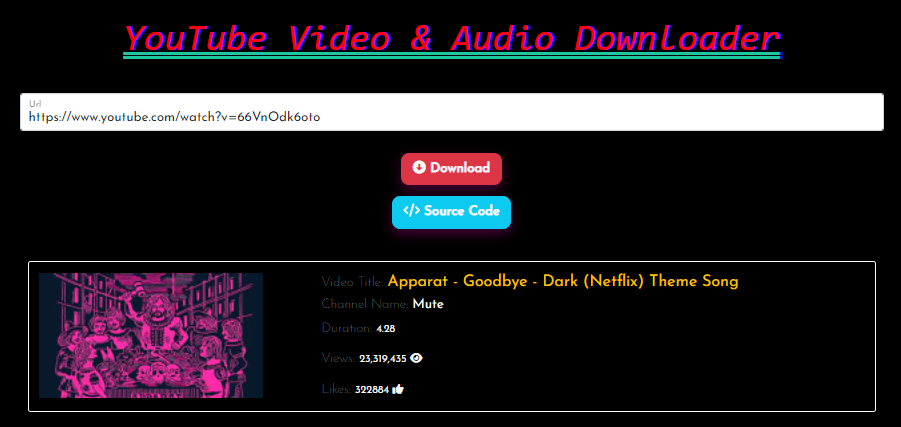 YouTube Video & Audio Downloader
Url
https://www.youtube.com/watch?v=66VnOdk6oto
Download
</> Source Code
Video Title: Apparat - Goodbye - Dark (Netflix) Theme Song
Channel Name: Mute
Duration: 4.28
Views: 23,319,435
Likes: 322884